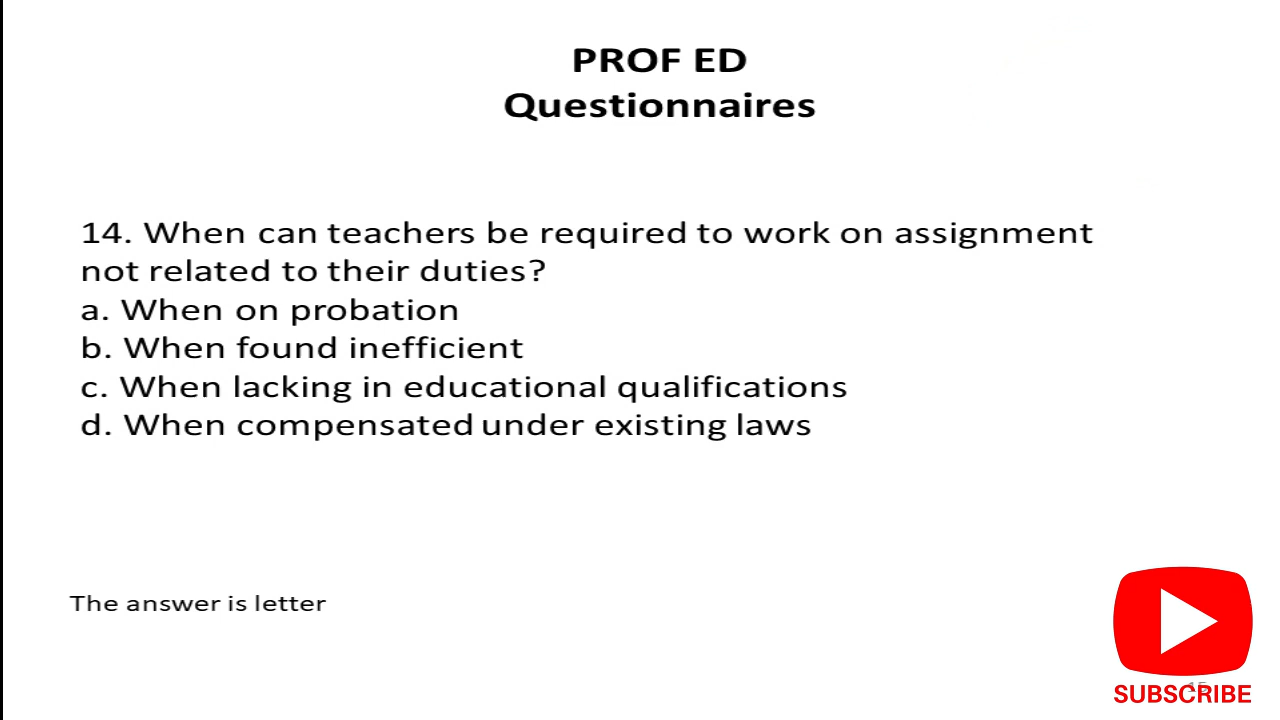 PROF ED
Questionnaires
14. When can teachers be required to work on assignment
not related to their duties?
a. When on probation
b. When found inefficient
c. When lacking in educational qualifications
d. When compensated under existing laws
The answer is letter
15
SUBSCRIBE